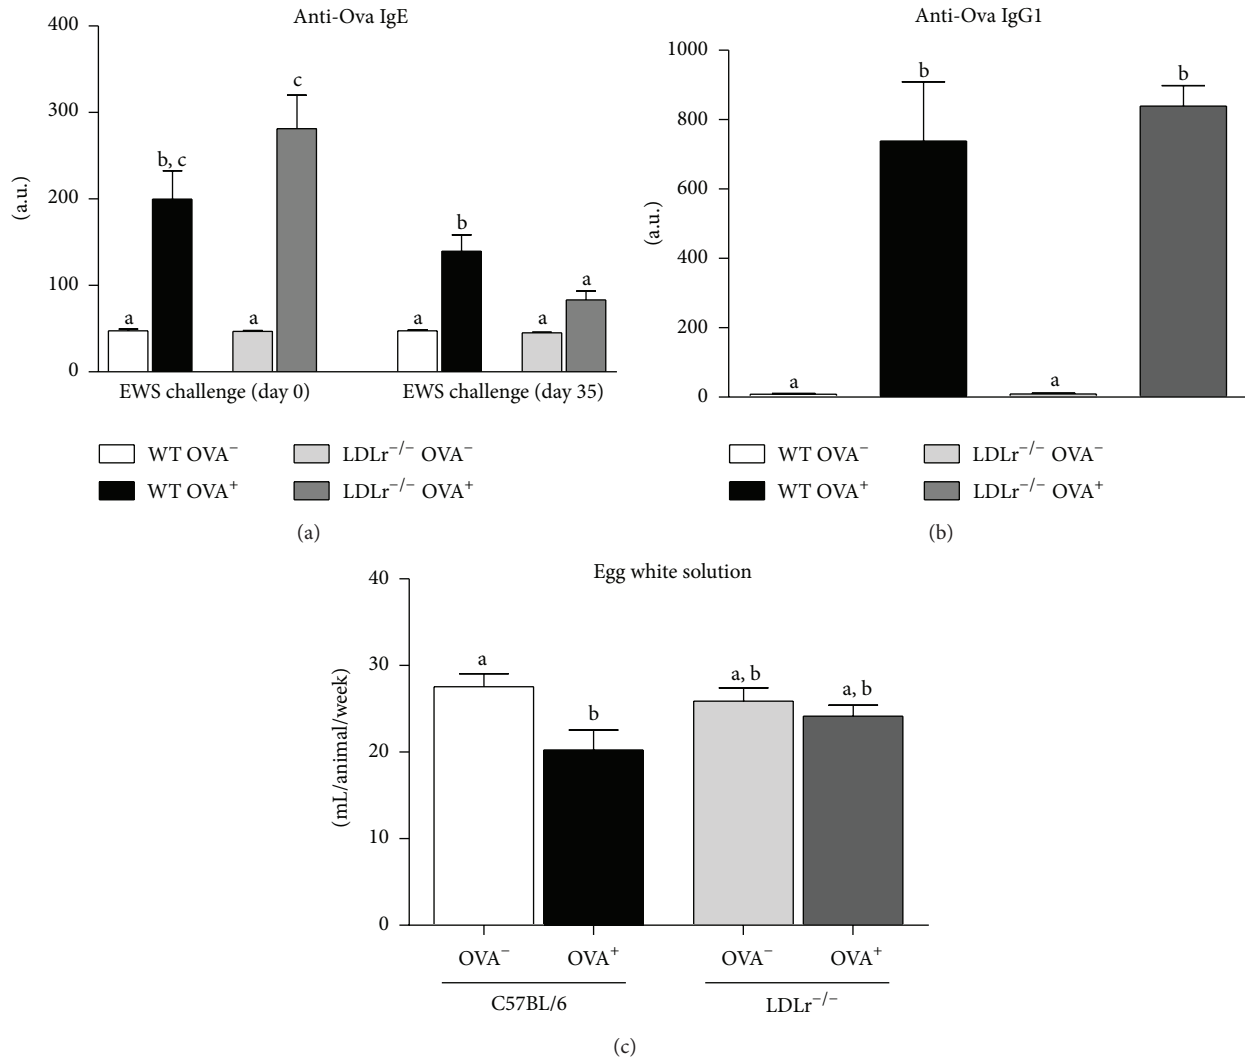 Anti-Ova IgE
400
300
200
100
0
(a.u.)
a
b, c
a
c
a
b
a
a
EWS challenge (day 0)
EWS challenge (day 35)
WT OVA⁻
LDLr⁻/⁻ OVA⁻
WT OVA⁺
LDLr⁻/⁻ OVA⁺
(a)
Anti-Ova IgG1
1000
800
600
400
200
0
(a.u.)
a
b
a
b
WT OVA⁻
LDLr⁻/⁻ OVA⁻
WT OVA⁺
LDLr⁻/⁻ OVA⁺
(b)
Egg white solution
40
30
20
10
0
(mL/animal/week)
a
b
a, b
a, b
OVA⁻
OVA⁺
OVA⁻
OVA⁺
C57BL/6
LDLr⁻/⁻
(c)